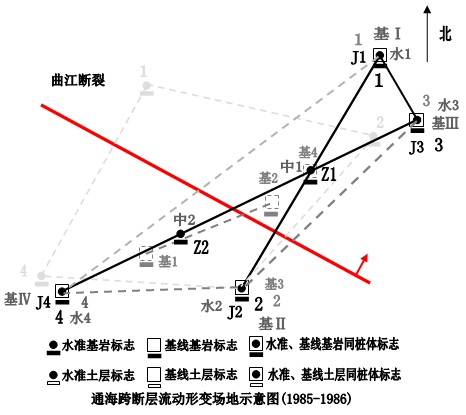 1 基Ⅰ
北
J1 水1
1
曲江断裂
1
3 水3
基Ⅲ
2
J3 3
基4
中1 Z1
基2
中2
Z2
基1
4
基Ⅳ J4 4
4 水4
水2 J2 2
基3
2
基Ⅱ
水准基岩标志 基线基岩标志 水准、基线基岩同桩体标志
水准土层标志 基线土层标志 水准、基线土层同桩体标志
通海跨断层流动形变场地示意图(1985-1986)